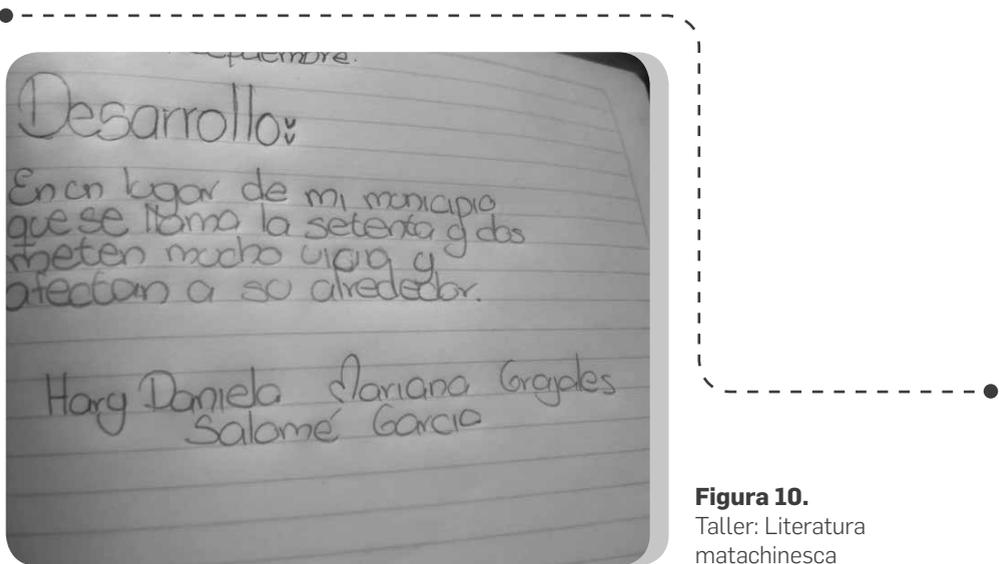 Desarrollo:
En un lugar de mi municipio
que se llama la setenta y dos
meten mucho y
afectan a su alrededor.
Hary Daniela Mariana Grajales
Salomé Garcia
Figura 10.
Taller: Literatura
matachinesca